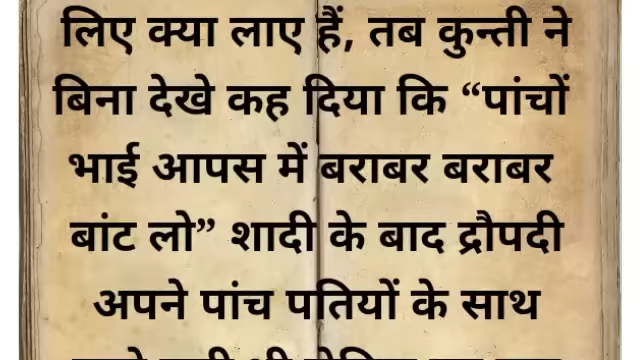 लिए क्या लाए हैं, तब कुन्ती ने
बिना देखे कह दिया कि “पांचों
भाई आपस में बराबर बराबर
बांट लो” शादी के बाद द्रौपदी
अपने पांच पतियों के साथ